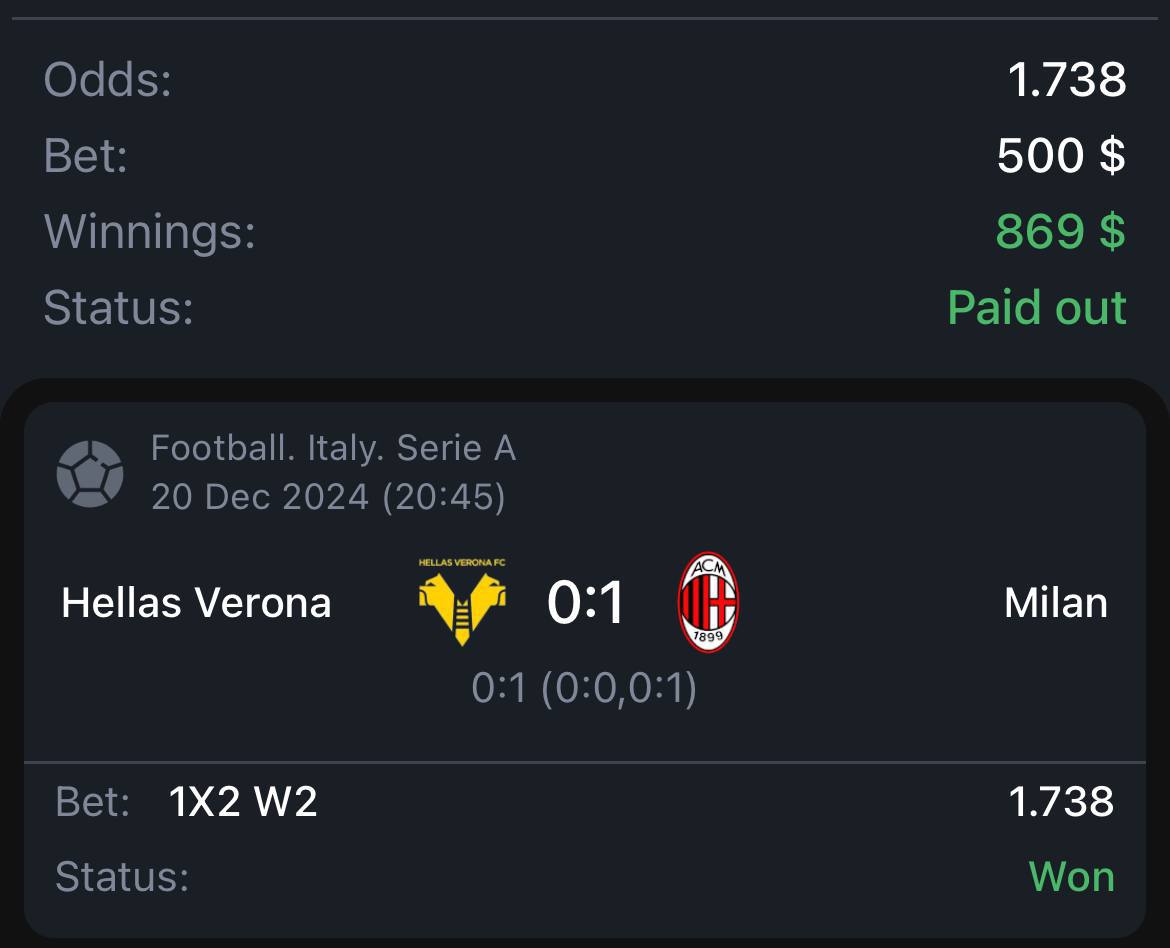 Odds: 1.738
Bet: 500 $
Winnings: 869 $
Status: Paid out
Football. Italy. Serie A
20 Dec 2024 (20:45)
HELLAS VERONA FC
ACM
Hellas Verona 0:1 Milan
1899
0:1 (0:0,0:1)
Bet: 1X2 W2 1.738
Status: Won